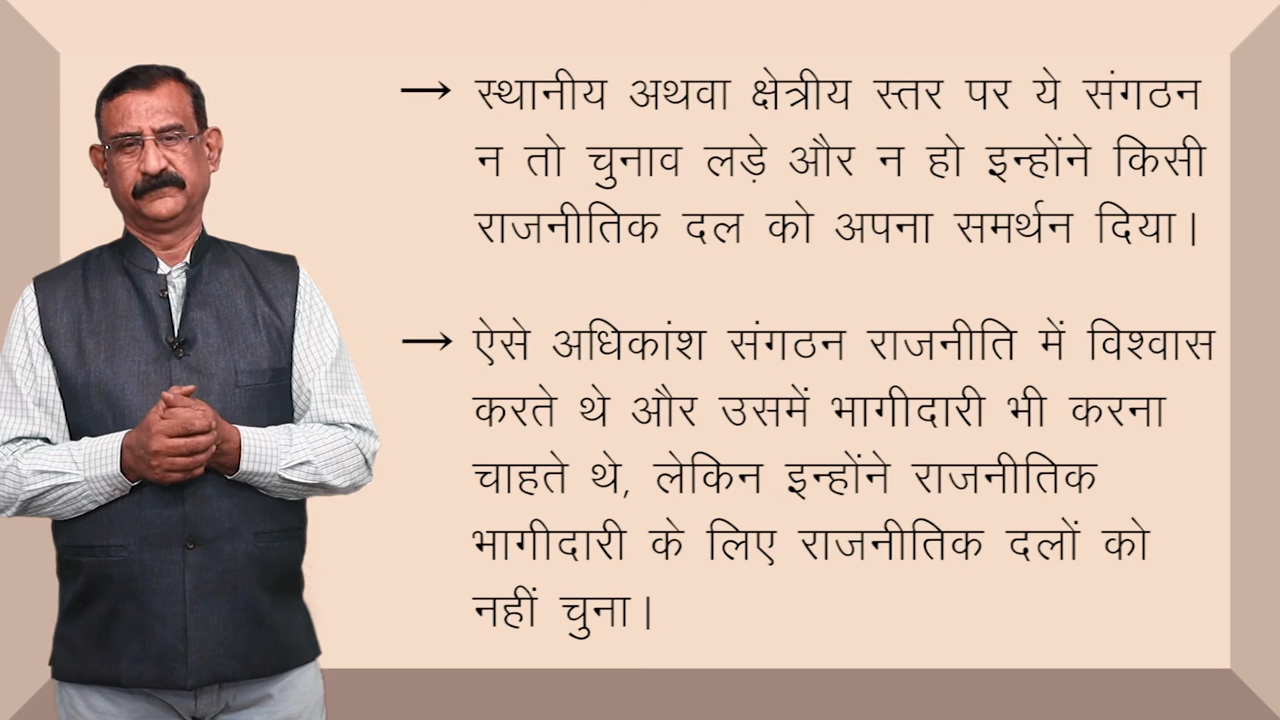 → स्थानीय अथवा क्षेत्रीय स्तर पर ये संगठन
न तो चुनाव लड़े और न हो इन्होंने किसी
राजनीतिक दल को अपना समर्थन दिया।
→ ऐसे अधिकांश संगठन राजनीति में विश्वास
करते थे और उसमें भागीदारी भी करना
चाहते थे, लेकिन इन्होंने राजनीतिक
भागीदारी के लिए राजनीतिक दलों को
नहीं चुना।